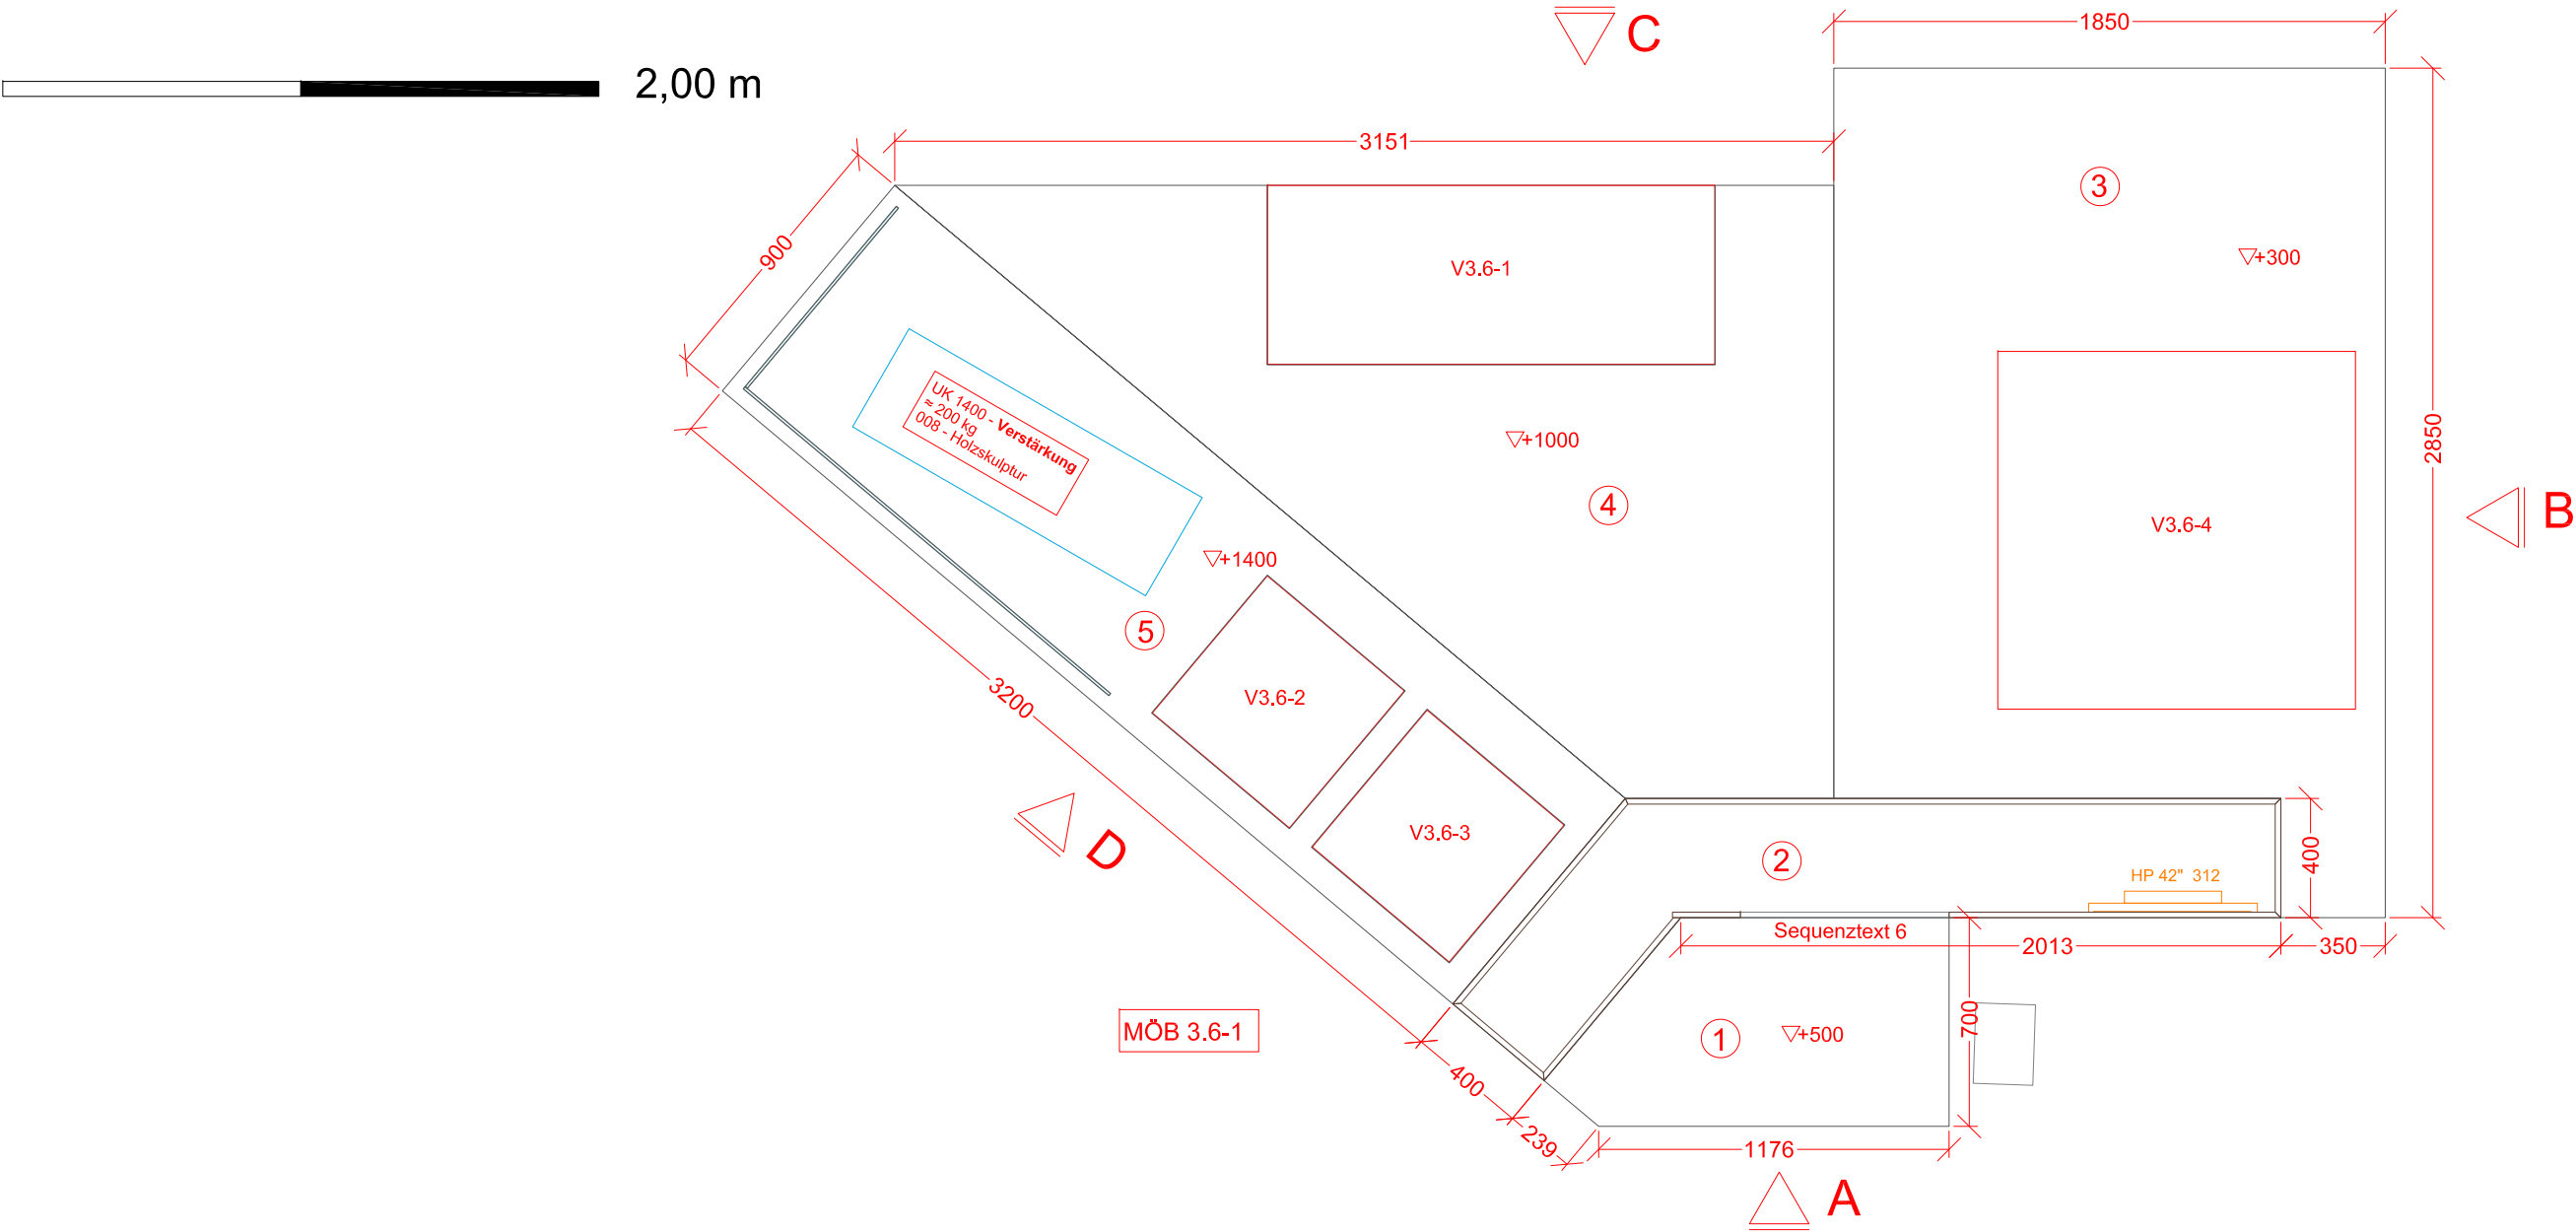 C
1850
2,00 m
3151
3
900
+300
V3.6-1
UK 1400 - Verstärkung
≈ 200 kg
008 - Holzskulptur
+1000
2850
4
B
V3.6-4
+1400
5
3200
V3.6-2
V3.6-3
D
2
400
HP 42" 312
Sequenztext 6
2013
350
MÖB 3.6-1
1
+500
700
400
239
1176
A